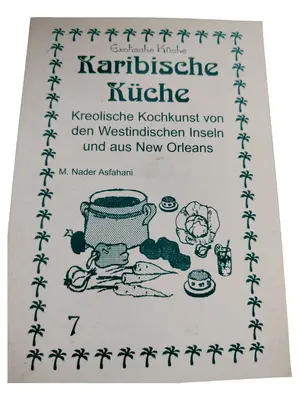 Exotische Küche
Karibische
Küche
Kreolische Kochkunst von
den Westindischen Inseln
und aus New Orleans
M. Nader Asfahani
7